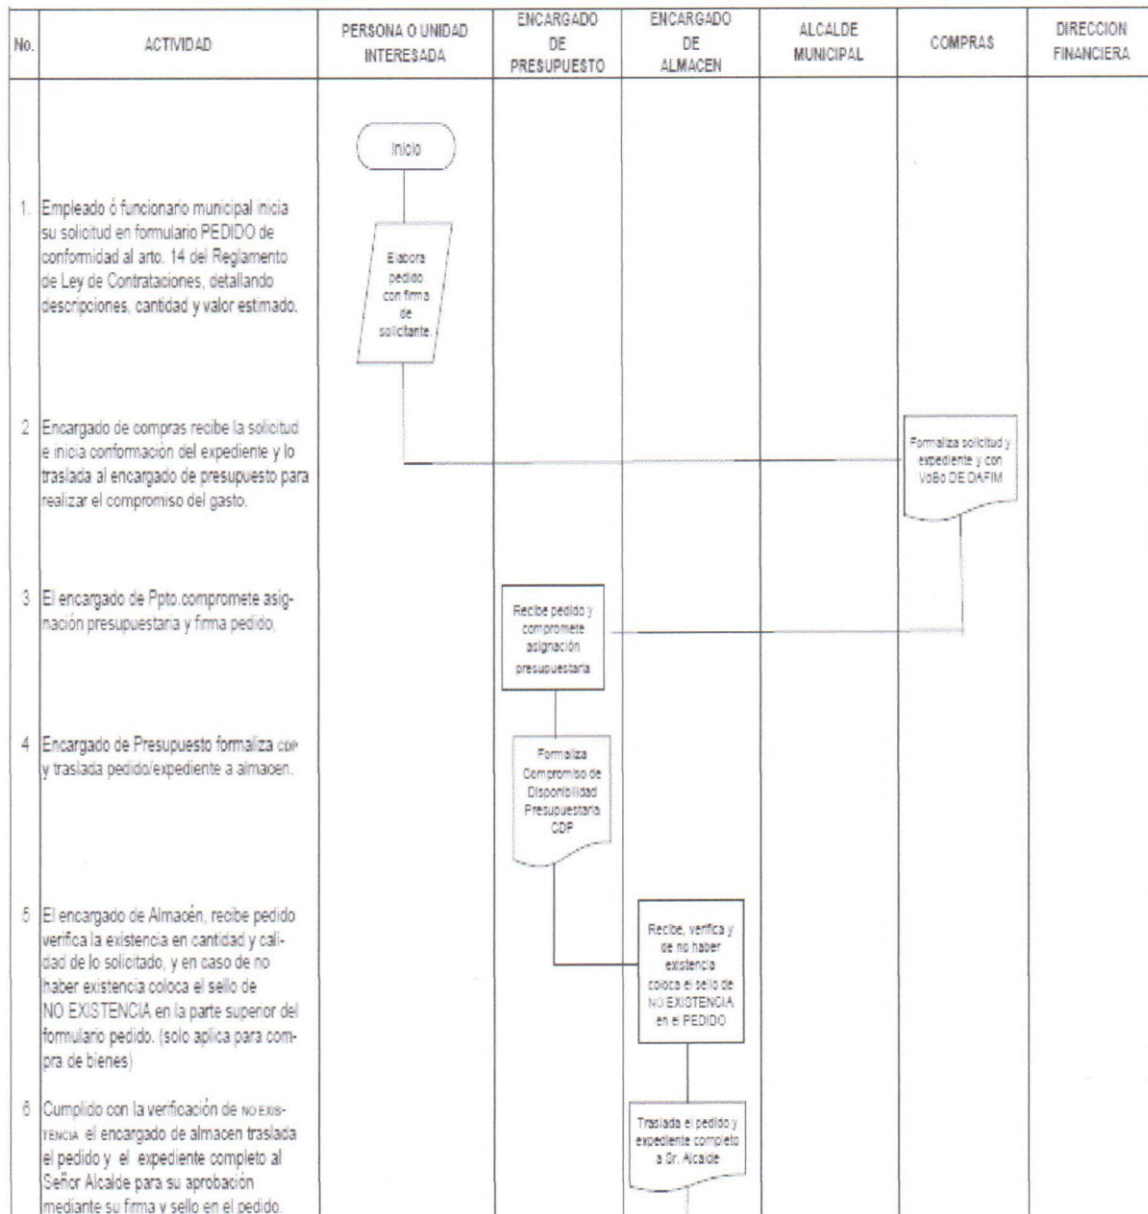 No.
ACTIVIDAD
PERSONA O UNIDAD
INTERESADA
ENCARGADO
DE
PRESUPUESTO
ENCARGADO
DE
ALMACEN
ALCALDE
MUNICIPAL
COMPRAS
DIRECCION
FINANCIERA
Inicio
1. Empleado ó funcionario municipal inicia
su solicitud en formulario PEDIDO de
conformidad al arto. 14 del Reglamento
de Ley de Contrataciones, detallando
descripciones, cantidad y valor estimado.
Elabora
pedido
con firma
de
solicitante.
2 Encargado de compras recibe la solicitud
e inicia conformación del expediente y lo
traslada al encargado de presupuesto para
realizar el compromiso del gasto.
Formaliza solicitud y
expediente y con
VoBo DE DAFIM
3 El encargado de Ppto.compromete asig-
nación presupuestaria y firma pedido,
Recibe pedido y
compromete
asignación
presupuestaria
4 Encargado de Presupuesto formaliza CDP
y traslada pedido/expediente a almacen.
Formaliza
Compromiso de
Disponibilidad
Presupuestaria
CDP
5 El encargado de Almacén, recibe pedido
verifica la existencia en cantidad y cali-
dad de lo solicitado, y en caso de no
haber existencia coloca el sello de
NO EXISTENCIA en la parte superior del
formulario pedido. (solo aplica para com-
pra de bienes)
Recibe, verifica y
de no haber
existencia
coloca el sello de
NO EXISTENCIA
en el PEDIDO
6 Cumplido con la verificación de NO EXIS-
TENCIA el encargado de almacen traslada
el pedido y el expediente completo al
Señor Alcalde para su aprobación
mediante su firma y sello en el pedido.
Traslada el pedido y
expediente completo
a Sr. Alcalde